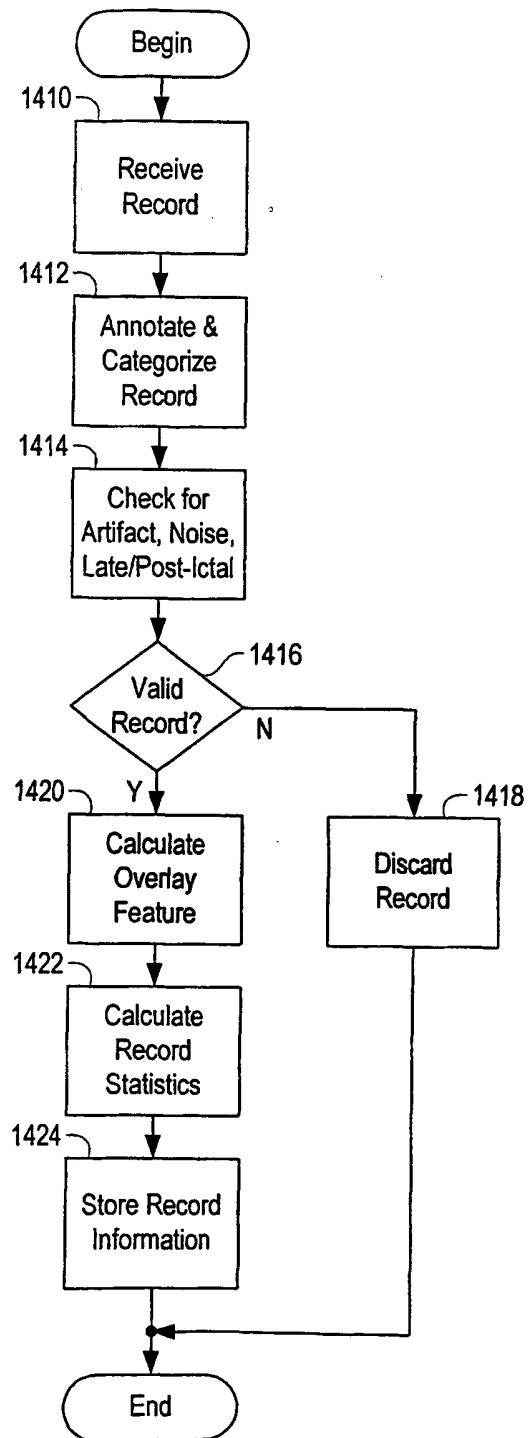 Begin
1410
Receive
Record
1412
Annotate &
Categorize
Record
1414
Check for
Artifact, Noise,
Late/Post-Ictal
1416
Valid
Record?
N
Y
1420
Calculate
Overlay
Feature
1418
Discard
Record
1422
Calculate
Record
Statistics
1424
Store Record
Information
End